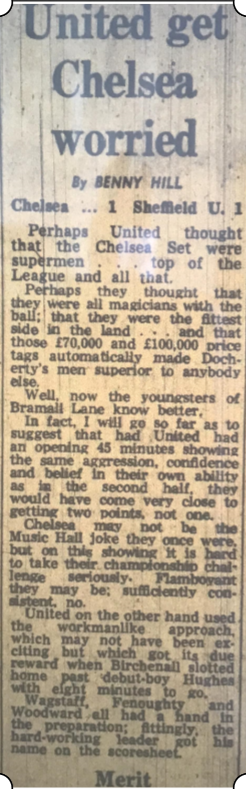 United get
Chelsea
worried
By BENNY HILL
Chelsea ... 1 Sheffield U. 1
Perhaps United thought
that the Chelsea Set were
supermen . . . top of the
League and all that.
Perhaps they thought that
they were all magicians with the
ball; that they were the fittest
side in the land . . . and that
those £70,000 and £100,000 price
tags automatically made Doch-
erty's men superior to anybody
else.
Well, now the youngsters of
Bramall Lane know better.
In fact, I will go so far as to
suggest that had United had
an opening 45 minutes showing
the same aggression, confidence
and belief in their own ability
as in the second half, they
would have come very close to
getting two points, not one.
Chelsea may not be the
Music Hall joke they once were,
but on this showing it is hard
to take their championship chal-
lenge seriously. Flamboyant
they may be; sufficiently con-
sistent, no.
United on the other hand used
the workmanlike approach,
which may not have been ex-
citing but which got its due
reward when Birchenall slotted
home past debut-boy Hughes
with eight minutes to go.
Wagstaff, Fenoughty and
Woodward all had a hand in
the preparation; fittingly, the
hard-working leader got his
name on the scoresheet.
Merit